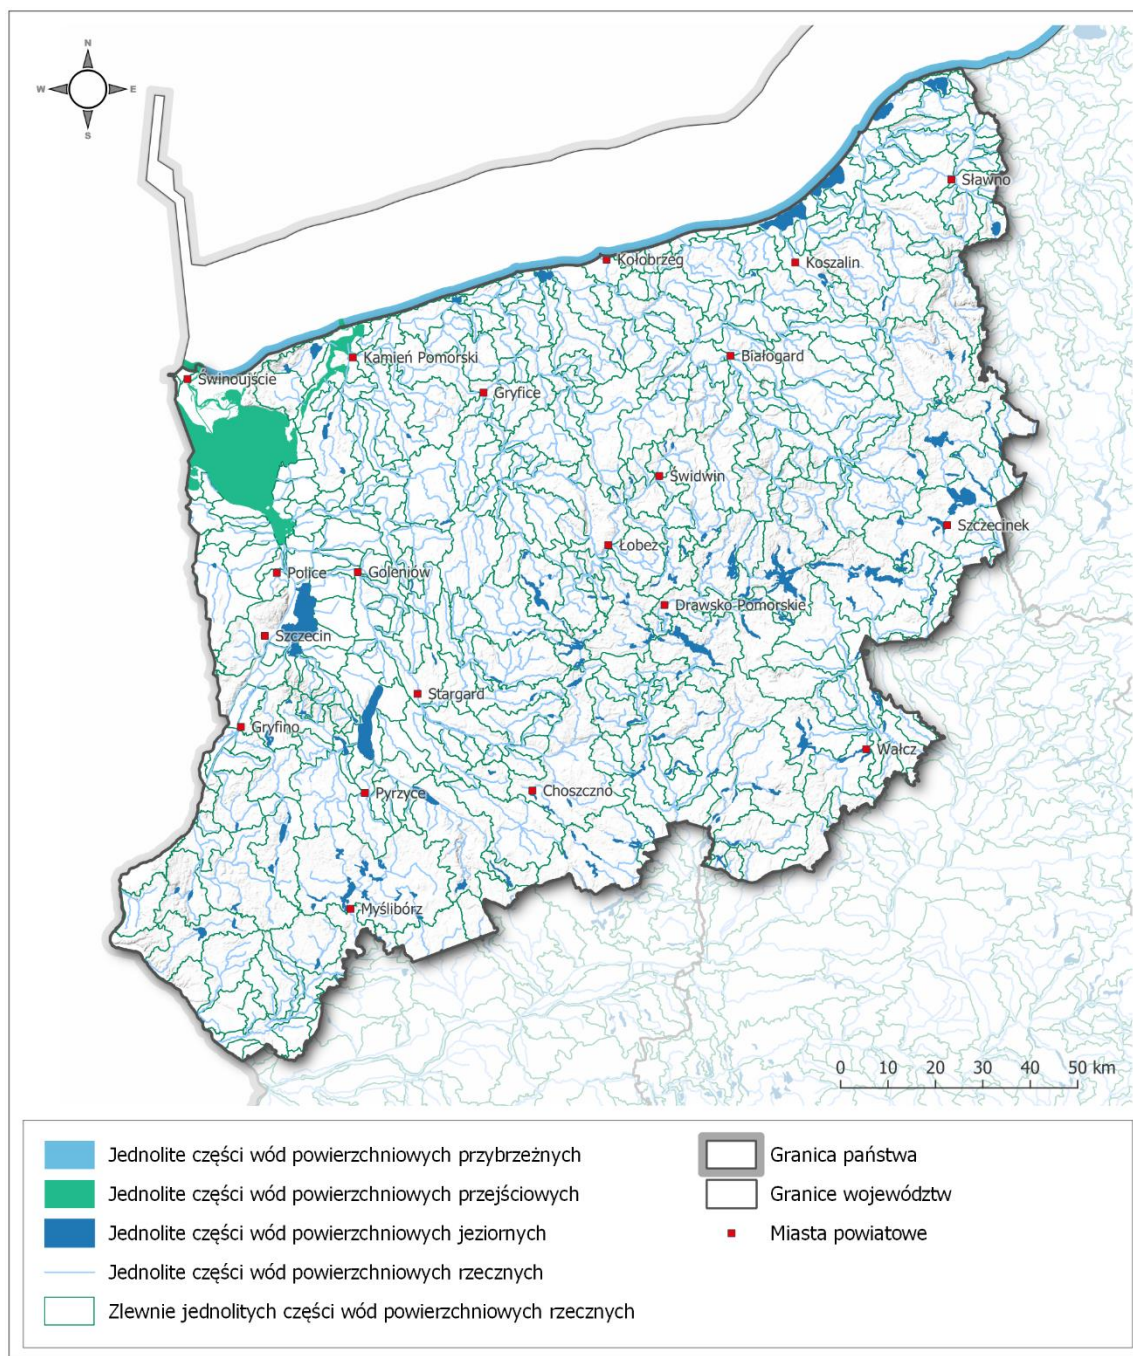 N
W E
S
Sławno
Kołobrzeg
Koszalin
Kamień Pomorski
Białogard
Świnoujście
Gryfice
Świdwin
Szczecinek
Łobez
Police
Goleniów
Drawsko Pomorskie
Szczecin
Stargard
Gryfino
Wałcz
Pyrzyce
Choszczno
Myślibórz
0 10 20 30 40 50 km
Jednolite części wód powierzchniowych przybrzeżnych
Jednolite części wód powierzchniowych przejściowych
Jednolite części wód powierzchniowych jeziornych
Jednolite części wód powierzchniowych rzecznych
Zlewnie jednolitych części wód powierzchniowych rzecznych
Granica państwa
Granice województw
Miasta powiatowe